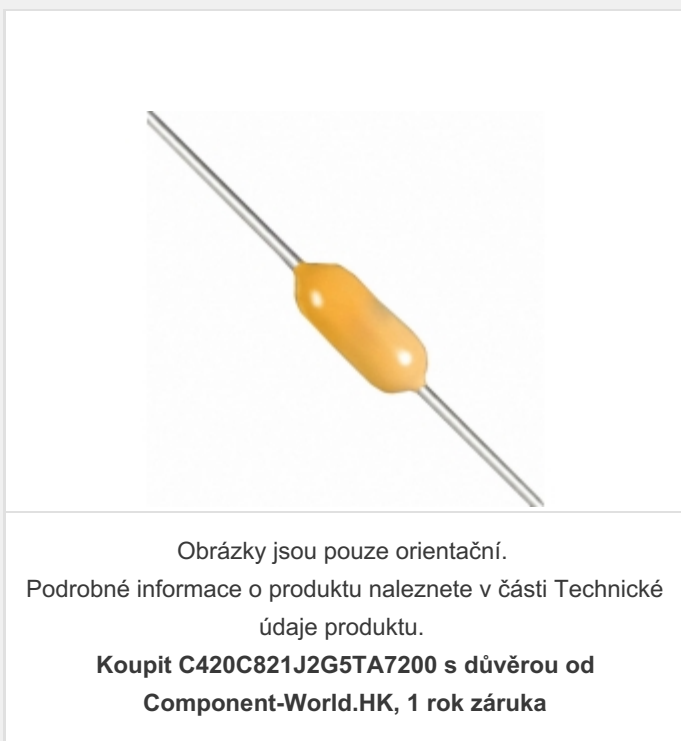 Obrázky jsou pouze orientační.
Podrobné informace o produktu naleznete v části Technické
údaje produktu.
Koupit C420C821J2G5TA7200 s důvěrou od
Component-World.HK, 1 rok záruka